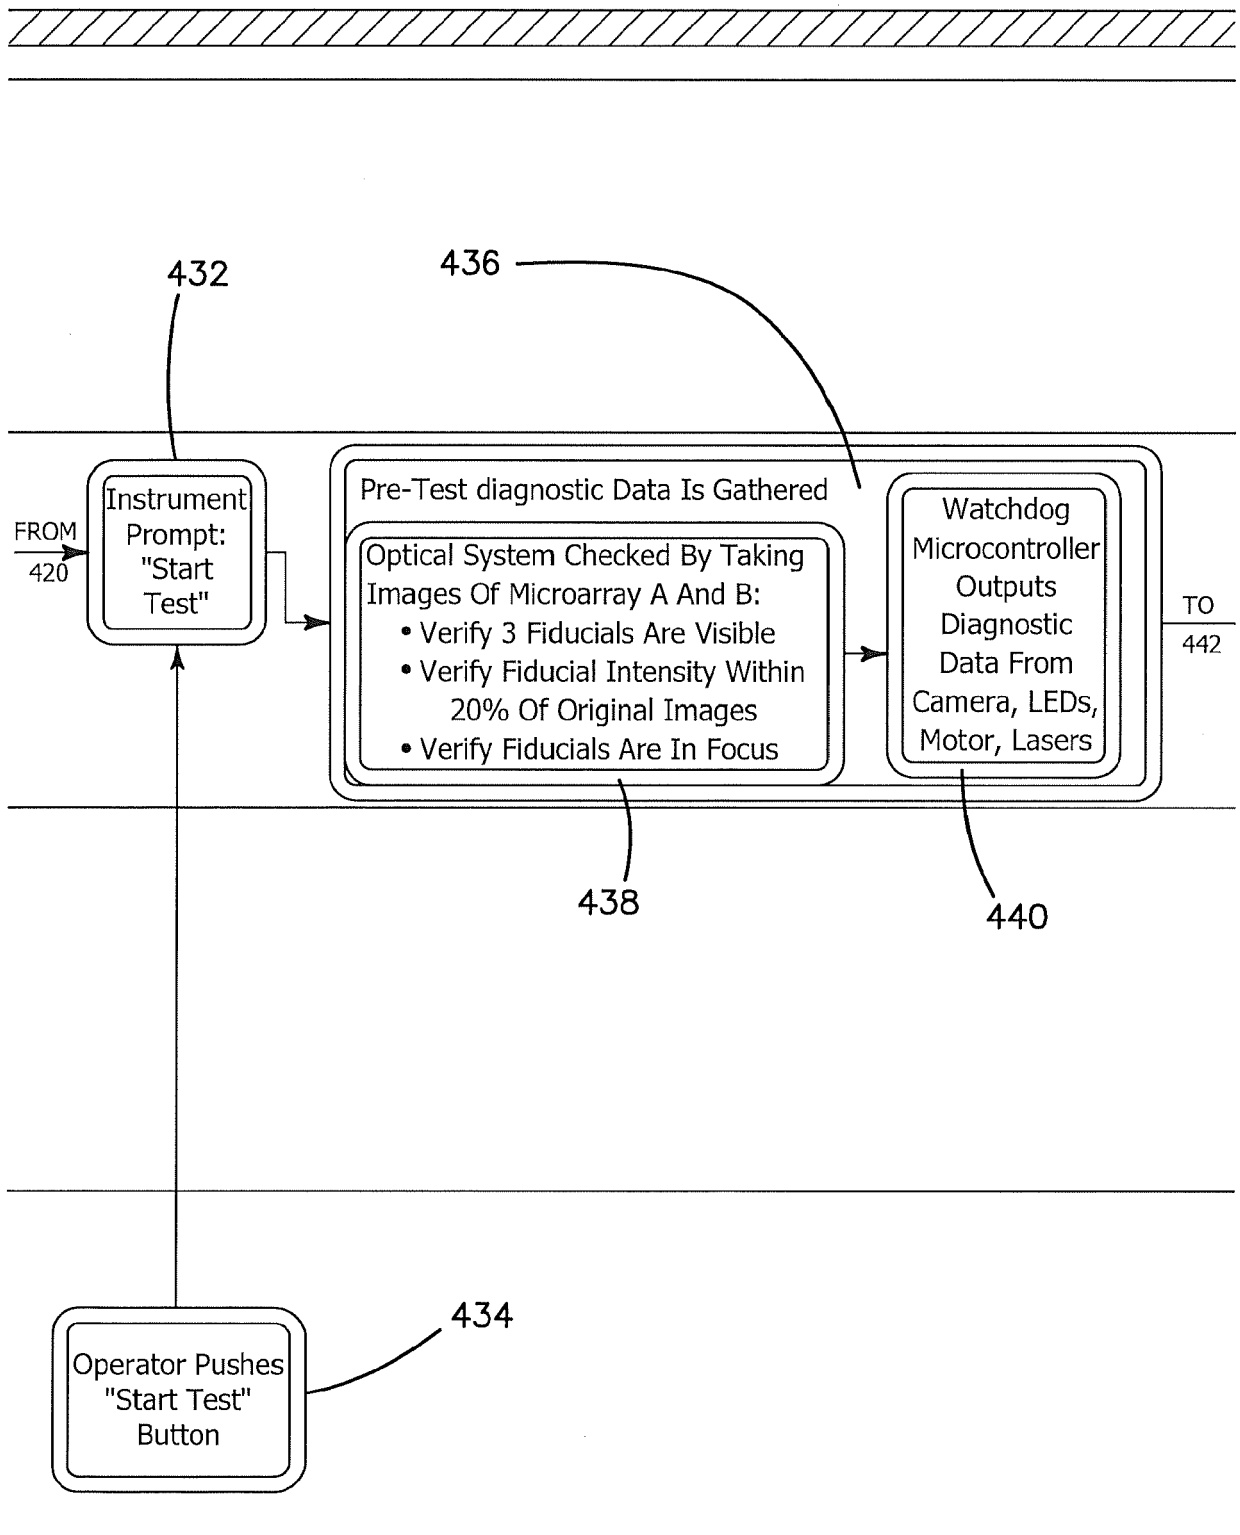 432
436
FROM
420
Instrument
Prompt:
"Start
Test"
Pre-Test diagnostic Data Is Gathered
Optical System Checked By Taking
Images Of Microarray A And B:
• Verify 3 Fiducials Are Visible
• Verify Fiducial Intensity Within
20% Of Original Images
• Verify Fiducials Are In Focus
Watchdog
Microcontroller
Outputs
Diagnostic
Data From
Camera, LEDs,
Motor, Lasers
TO
442
438
440
434
Operator Pushes
"Start Test"
Button